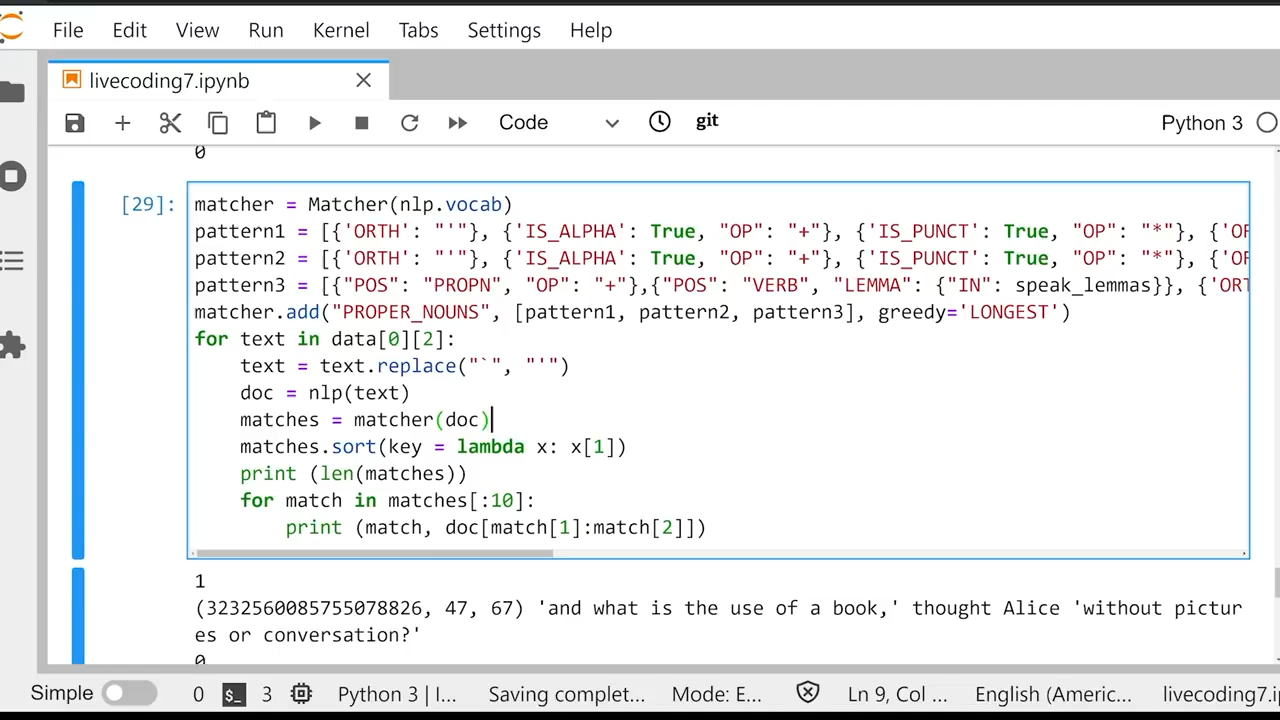 File Edit View Run Kernel Tabs Settings Help
livecoding7.ipynb
Code git Python 3
0
[29]:
matcher = Matcher(nlp.vocab)
pattern1 = [{'ORTH': "'"}, {'IS_ALPHA': True, "OP": "+"}, {'IS_PUNCT': True, "OP": "*"}, {'OR
pattern2 = [{'ORTH': "'"}, {'IS_ALPHA': True, "OP": "+"}, {'IS_PUNCT': True, "OP": "*"}, {'OR
pattern3 = [{"POS": "PROPN", "OP": "+"},{"POS": "VERB", "LEMMA": {"IN": speak_lemmas}}, {'ORT
matcher.add("PROPER_NOUNS", [pattern1, pattern2, pattern3], greedy='LONGEST')
for text in data[0][2]:
    text = text.replace("`", "'")
    doc = nlp(text)
    matches = matcher(doc)
    matches.sort(key = lambda x: x[1])
    print (len(matches))
    for match in matches[:10]:
        print (match, doc[match[1]:match[2]])
1
(3232560085755078826, 47, 67) 'and what is the use of a book,' thought Alice 'without pictur
es or conversation?'
0
Simple 0 $_ 3 Python 3 | I... Saving complet... Mode: E... Ln 9, Col ... English (Americ... livecoding7.ip